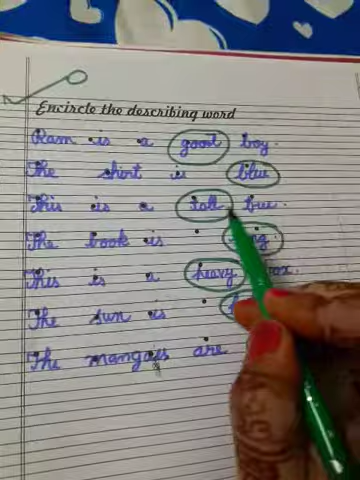 Encircle the describing word
Ram is a good boy.
The shirt is blue.
This is a tall tree.
The book is
This is a heavy box.
The sun is
The mangoes are